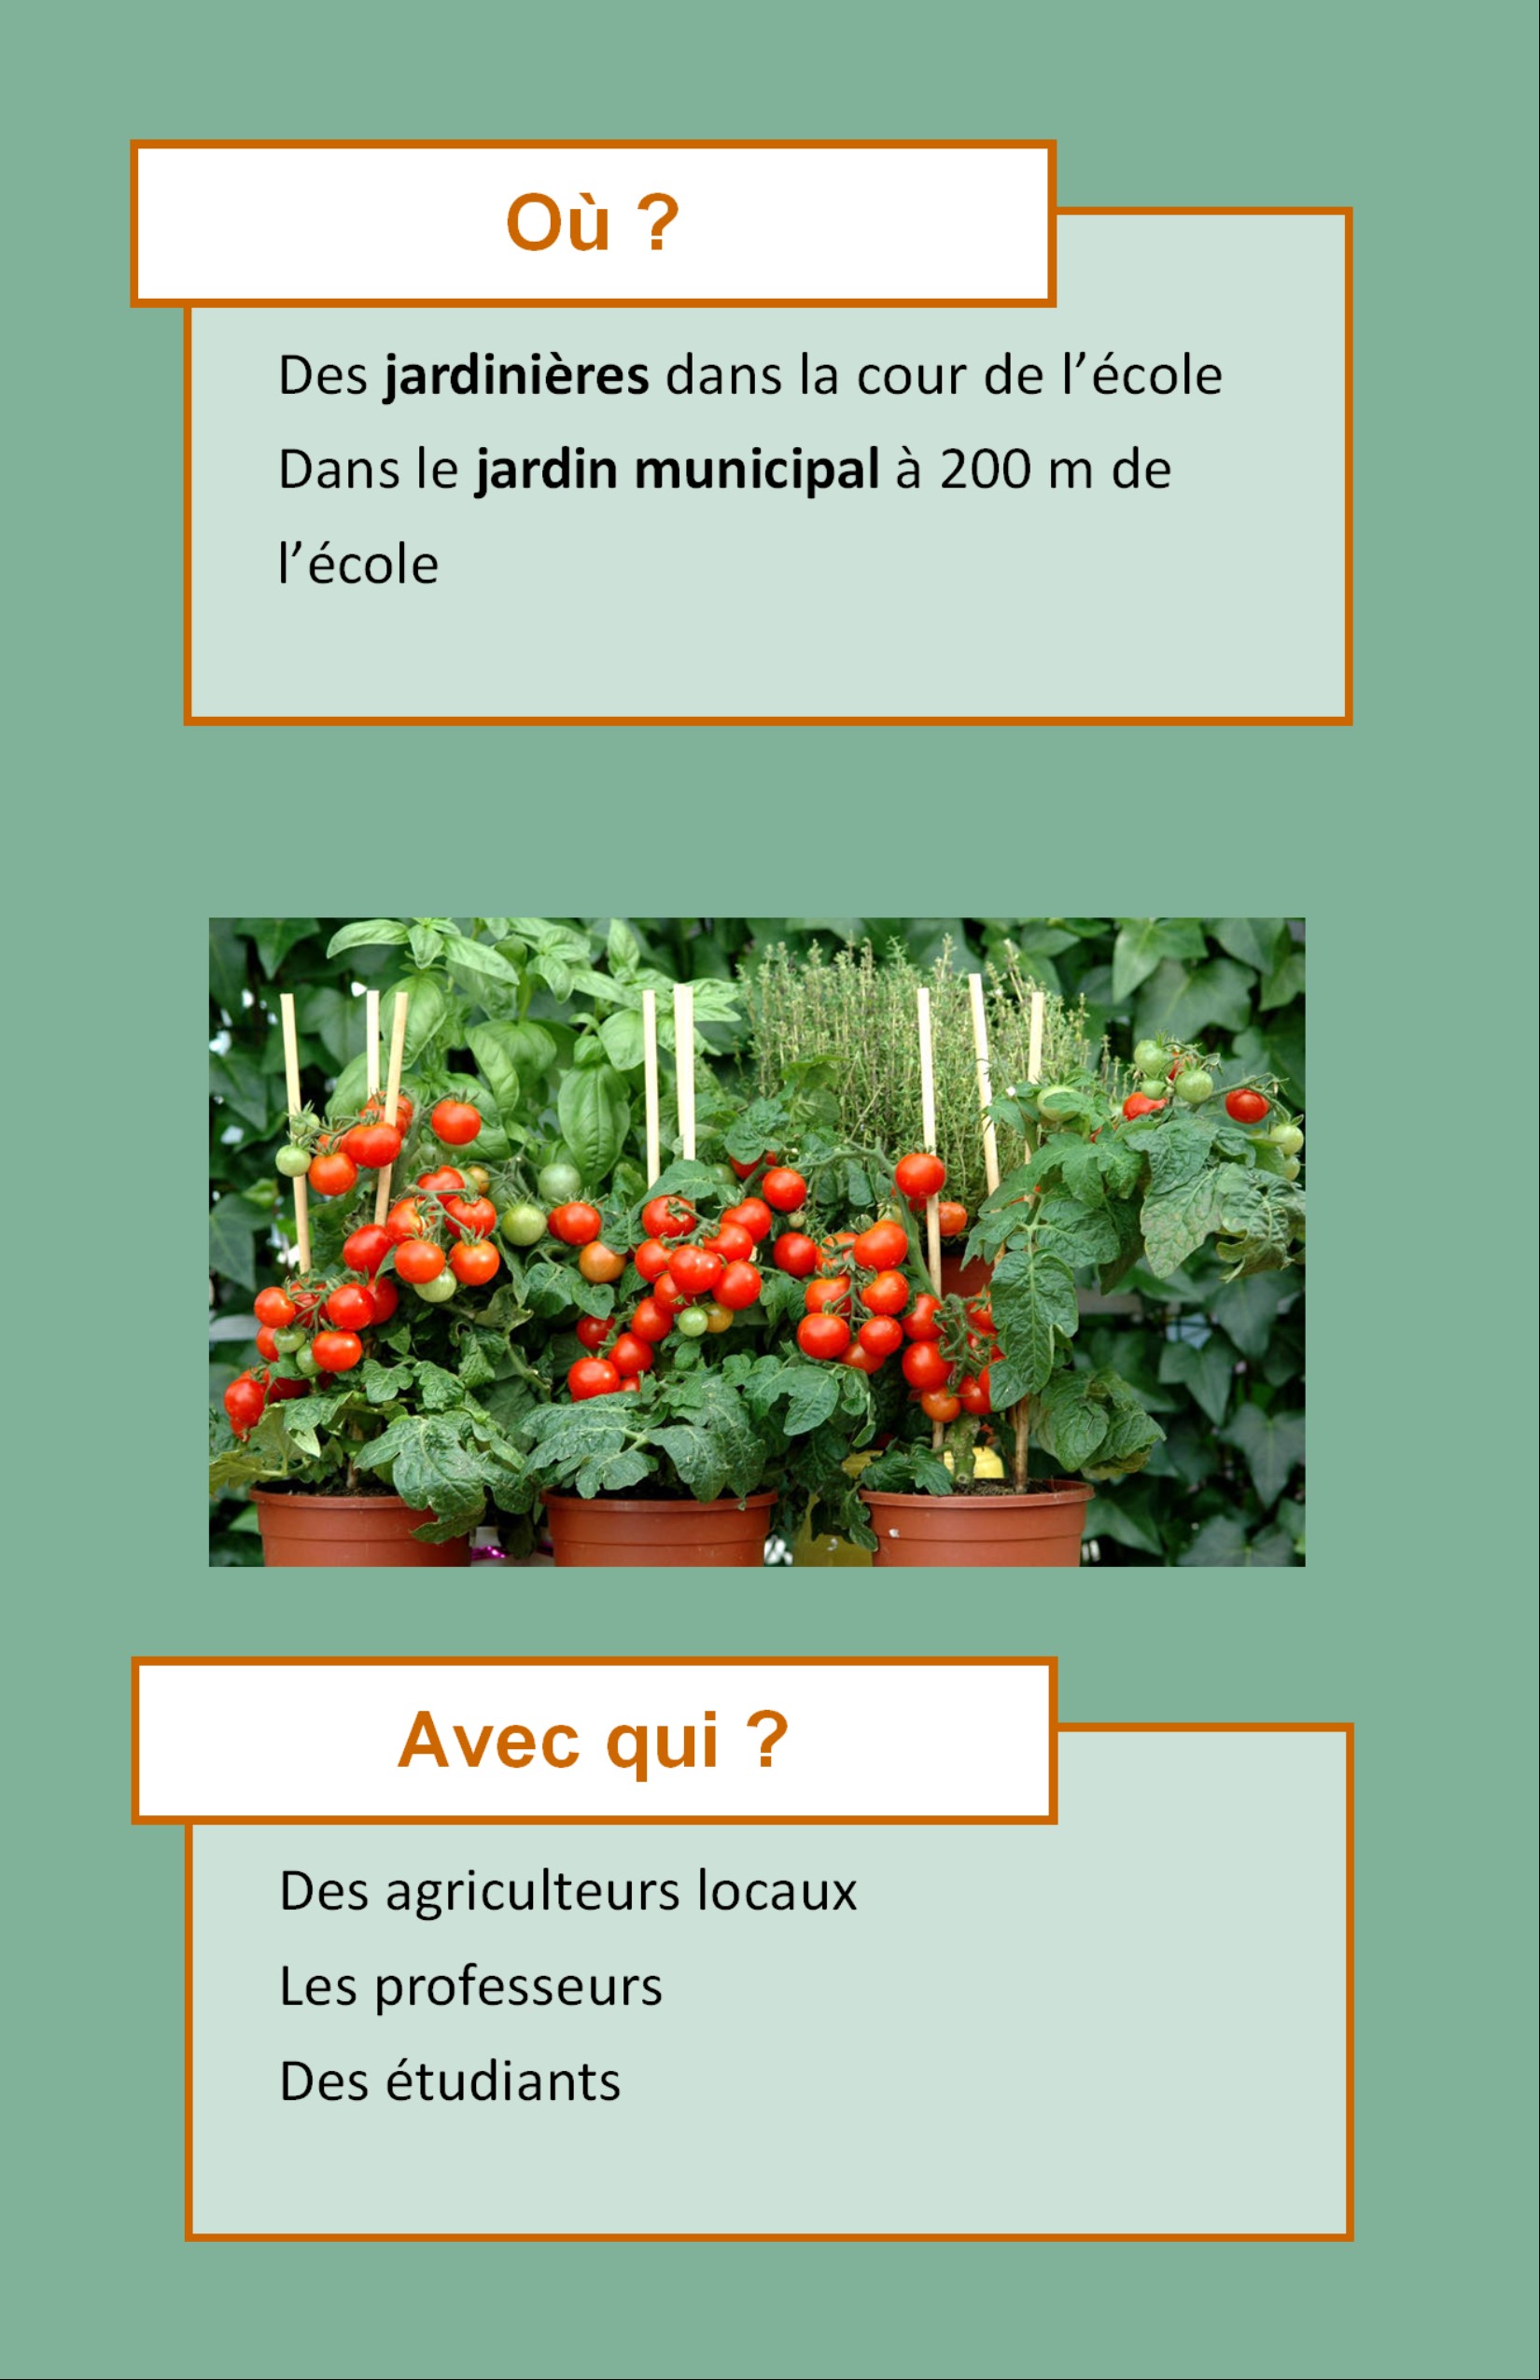 Où ?
Des jardinières dans la cour de l’école
Dans le jardin municipal à 200 m de
l’école
Avec qui ?
Des agriculteurs locaux
Les professeurs
Des étudiants